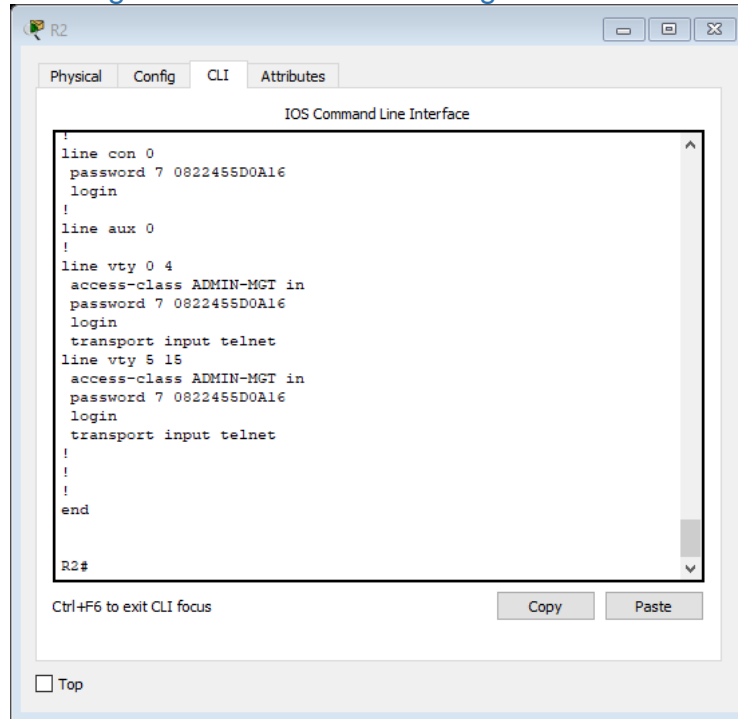 R2
Physical Config CLI Attributes
IOS Command Line Interface
!
line con 0
password 7 0822455D0A16
login
!
line aux 0
!
line vty 0 4
access-class ADMIN-MGT in
password 7 0822455D0A16
login
transport input telnet
line vty 5 15
access-class ADMIN-MGT in
password 7 0822455D0A16
login
transport input telnet
!
!
!
end
R2#
Ctrl+F6 to exit CLI focus
Copy Paste
Top